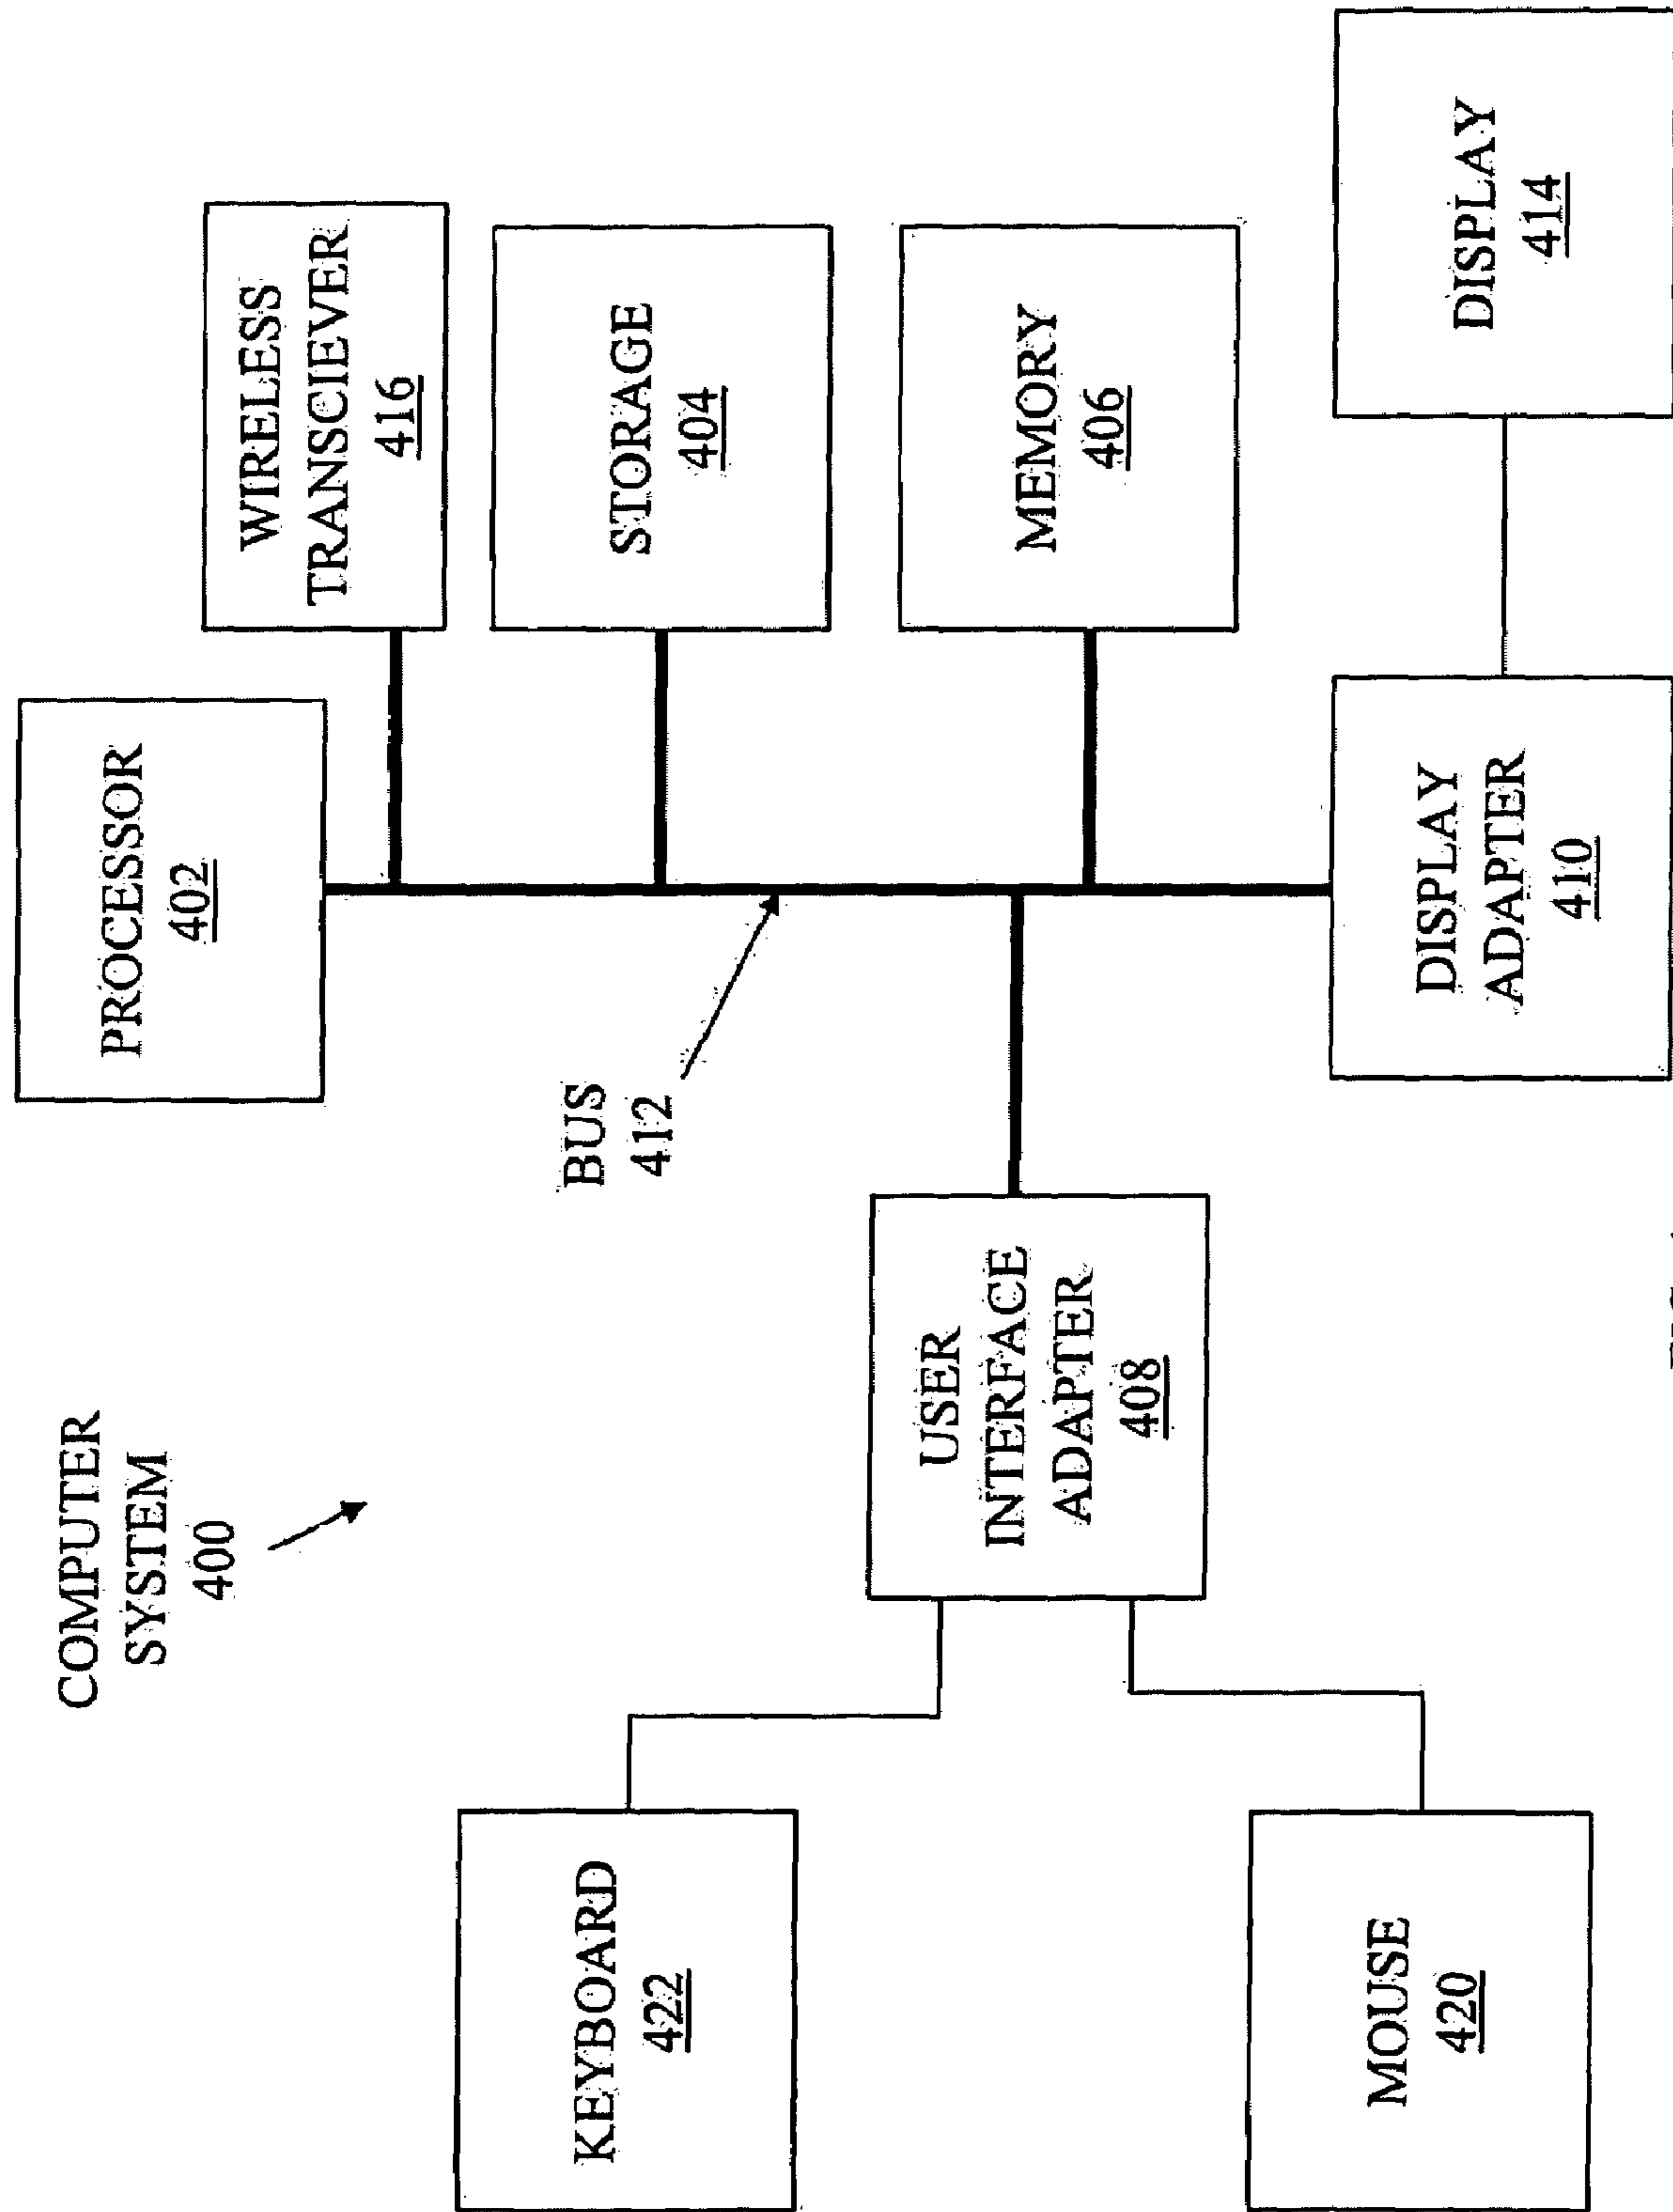 COMPUTER
SYSTEM
400
PROCESSOR
402
WIRELESS
TRANSCIEVER
416
STORAGE
404
MEMORY
406
BUS
412
KEYBOARD
422
USER
INTERFACE
ADAPTER
408
MOUSE
420
DISPLAY
ADAPTER
410
DISPLAY
414